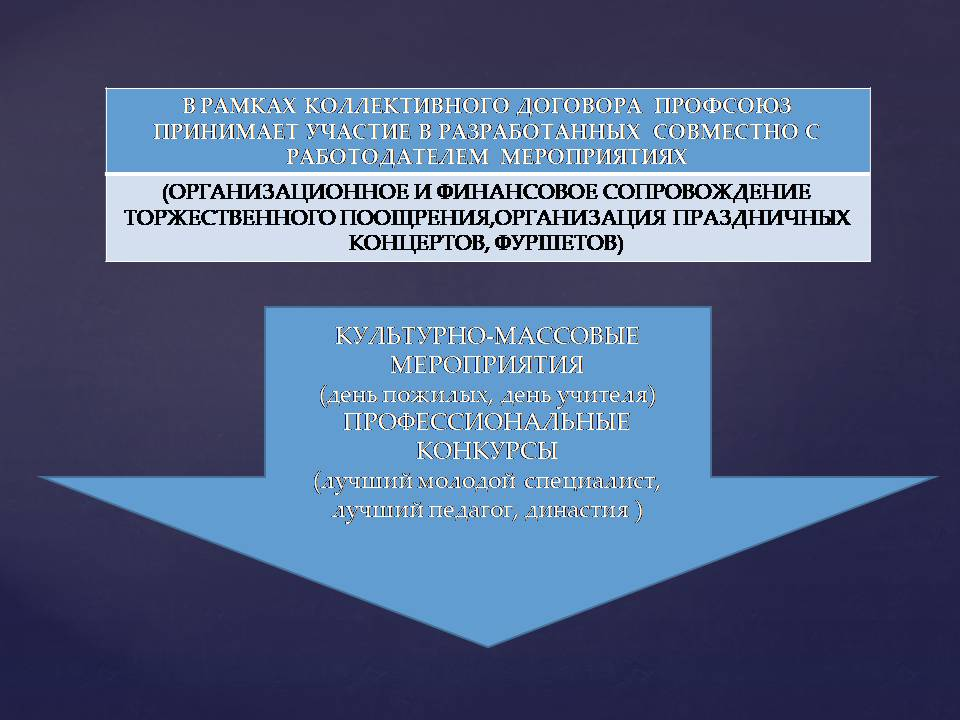 В РАМКАХ КОЛЛЕКТИВНОГО ДОГОВОРА ПРОФСОЮЗ
ПРИНИМАЕТ УЧАСТИЕ В РАЗРАБОТАННЫХ СОВМЕСТНО С
РАБОТОДАТЕЛЕМ МЕРОПРИЯТИЯХ
(ОРГАНИЗАЦИОННОЕ И ФИНАНСОВОЕ СОПРОВОЖДЕНИЕ
ТОРЖЕСТВЕННОГО ПООЩРЕНИЯ,ОРГАНИЗАЦИЯ ПРАЗДНИЧНЫХ
КОНЦЕРТОВ, ФУРШЕТОВ)
КУЛЬТУРНО-МАССОВЫЕ
МЕРОПРИЯТИЯ
(день пожилых, день учителя)
ПРОФЕССИОНАЛЬНЫЕ
КОНКУРСЫ
(лучший молодой специалист,
лучший педагог, династия )